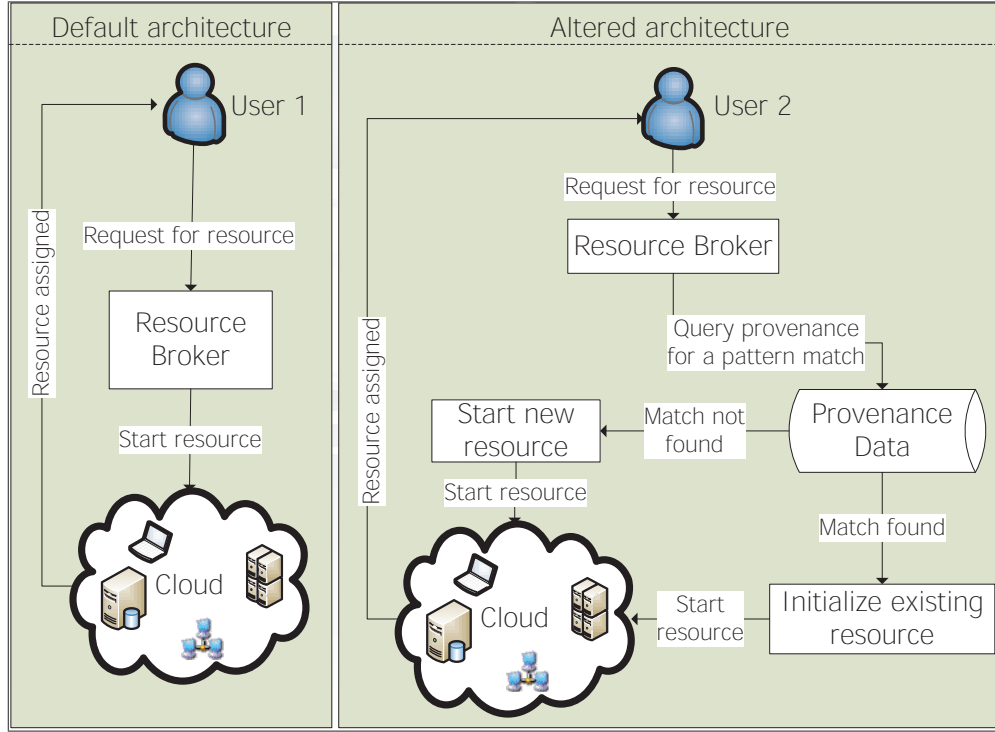 Default architecture
User 1
Request for resource
Resource assigned
Resource
Broker
Start resource
Cloud
Altered architecture
User 2
Request for resource
Resource Broker
Resource assigned
Query provenance
for a pattern match
Provenance
Data
Match not
found
Start new
resource
Start resource
Match found
Initialize existing
resource
Start
resource
Cloud